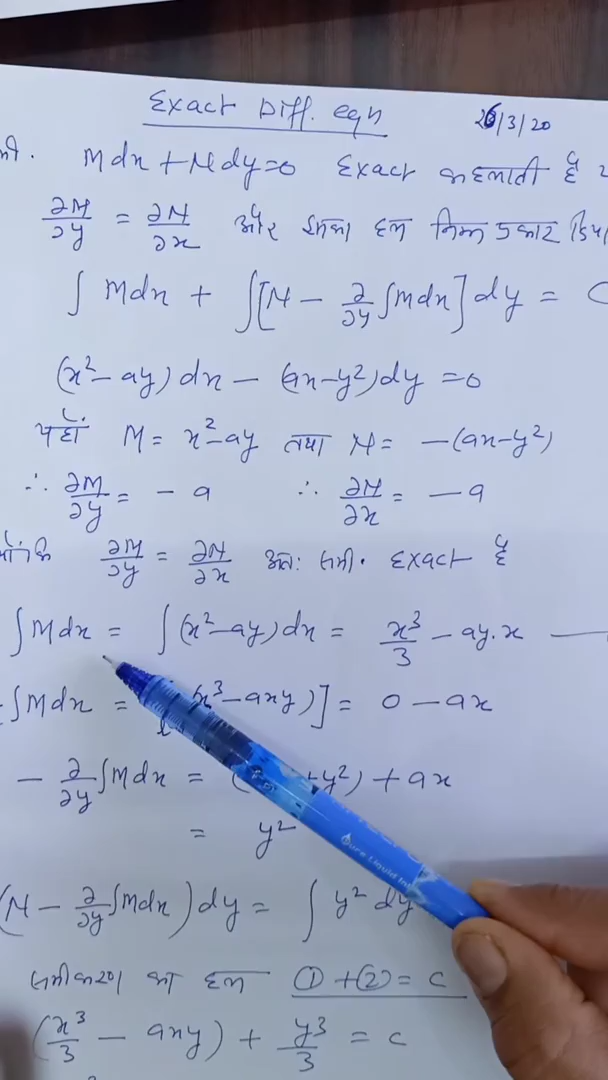 Exact Diff. eqn
26/3/20
Mdx + Ndy = 0 Exact कहलाती है
∂M/∂y = ∂N/∂x और इसका हल निम्न प्रकार
∫ Mdx + ∫[N - ∂/∂y ∫Mdx] dy = C
(x² - ay) dx - (ax - y²) dy = 0
यहाँ M = x² - ay तथा N = -(ax - y²)
∴ ∂M/∂y = - a ∴ ∂N/∂x = - a
∂M/∂y = ∂N/∂x अतः समी. exact है
∫Mdx = ∫(x² - ay) dx = x³/3 - ay.x
∫Mdx = x³ - axy)] = 0 - ax
- ∂/∂y ∫Mdx = ( + y²) + ax
= y²
(N - ∂/∂y ∫Mdx) dy = ∫ y² dy
समीकरण का हल ① + ② = c
(x³/3 - axy) + y³/3 = c